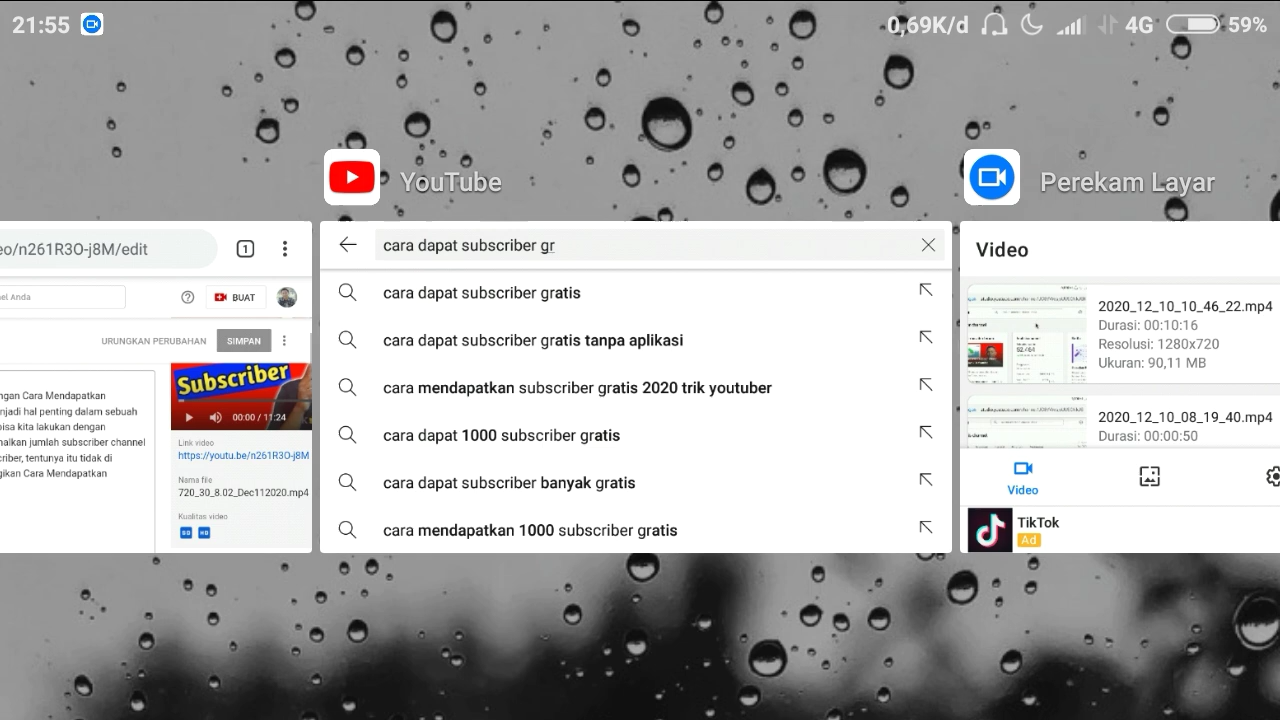 21:55
0,69K/d
4G
59%
YouTube
Perekam Layar
eo/n261R3O-j8M/edit
1
nel Anda
BUAT
URUNGKAN PERUBAHAN
SIMPAN
ngan Cara Mendapatkan
njadi hal penting dalam sebuah
bisa kita lakukan dengan
malkan jumlah subscriber channel
criber, tentunya itu tidak di
gikan Cara Mendapatkan
Subscriber
00:00 / 11:24
Link video
https://youtu.be/n261R3O-j8M
Nama file
720_30_8.02_Dec112020.mp4
Kualitas video
SD
HD
cara dapat subscriber gr
cara dapat subscriber gratis
cara dapat subscriber gratis tanpa aplikasi
cara mendapatkan subscriber gratis 2020 trik youtuber
cara dapat 1000 subscriber gratis
cara dapat subscriber banyak gratis
cara mendapatkan 1000 subscriber gratis
Video
2020_12_10_10_46_22.mp4
Durasi: 00:10:16
Resolusi: 1280x720
Ukuran: 90,11 MB
2020_12_10_08_19_40.mp4
Durasi: 00:00:50
Video
TikTok
Ad